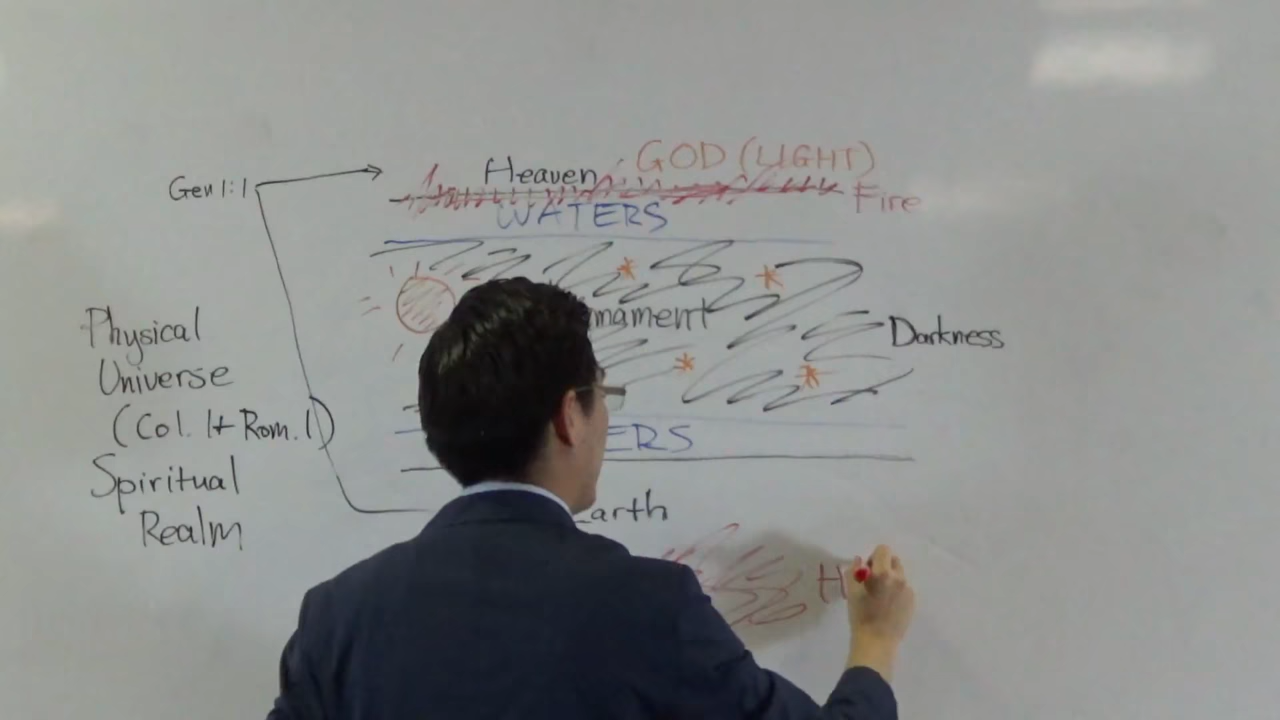 GOD (LIGHT)
Heaven
Gen 1:1
Fire
WATERS
Physical
Universe
(Col. 1 + Rom. 1)
Spiritual
Realm
mament
Darkness
ERS
Earth
H